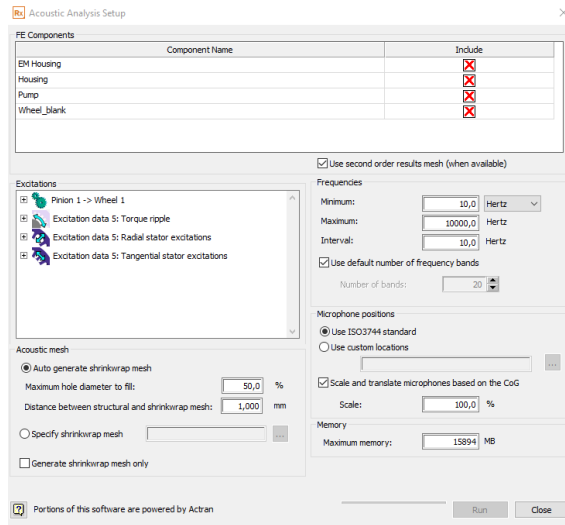 Rx Acoustic Analysis Setup
FE Components
Component Name Include
EM Housing
Housing
Pump
Wheel_blank
Use second order results mesh (when available)
Excitations
Pinion 1 -> Wheel 1
Excitation data 5: Torque ripple
Excitation data 5: Radial stator excitations
Excitation data 5: Tangential stator excitations
Frequencies
Minimum: 10,0 Hertz
Maximum: 10000,0 Hertz
Interval: 10,0 Hertz
Use default number of frequency bands
Number of bands: 20
Microphone positions
Use ISO3744 standard
Use custom locations
...
Scale and translate microphones based on the CoG
Scale: 100,0 %
Acoustic mesh
Auto generate shrinkwrap mesh
Maximum hole diameter to fill: 50,0 %
Distance between structural and shrinkwrap mesh: 1,000 mm
Specify shrinkwrap mesh ...
Generate shrinkwrap mesh only
Memory
Maximum memory: 15894 MB
? Portions of this software are powered by Actran
Run Close